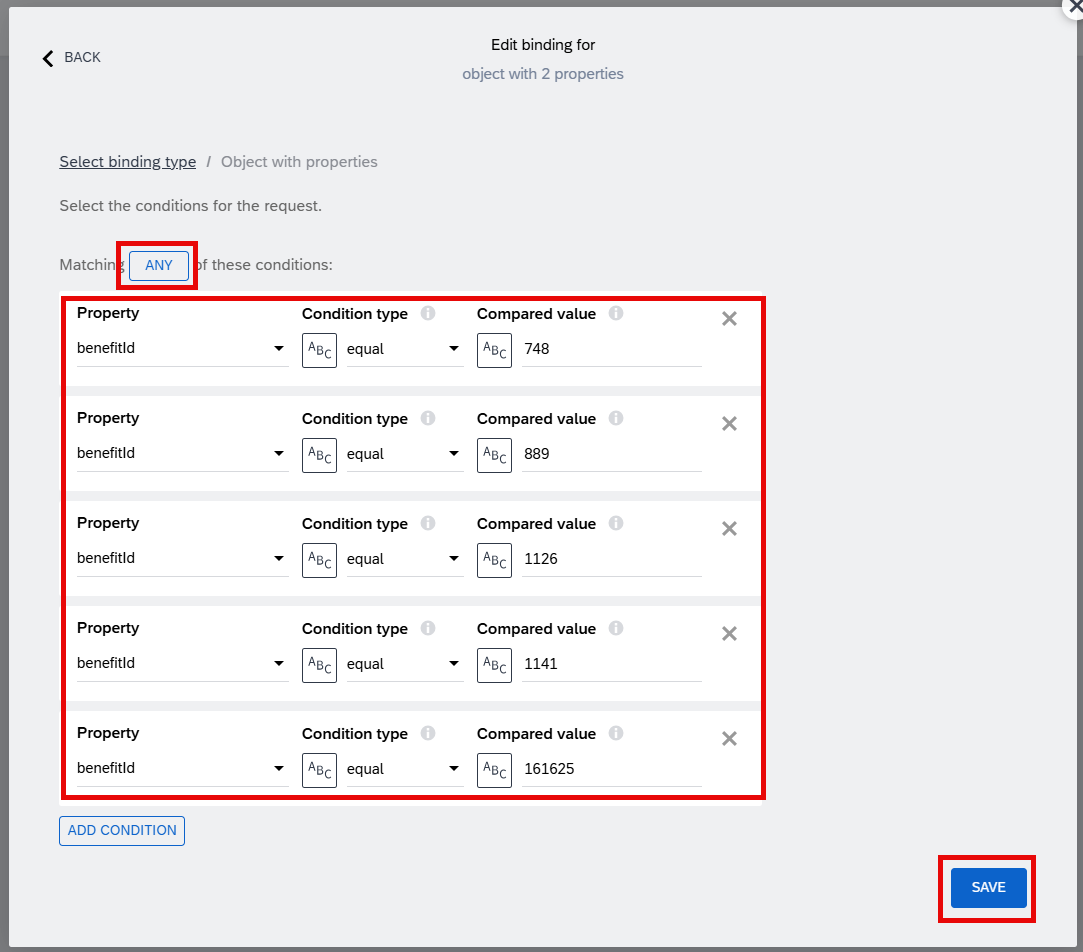 BACK
Edit binding for
object with 2 properties
Select binding type / Object with properties
Select the conditions for the request.
Matching ANY of these conditions:
Property Condition type Compared value
benefitId ABC equal ABC 748
Property Condition type Compared value
benefitId ABC equal ABC 889
Property Condition type Compared value
benefitId ABC equal ABC 1126
Property Condition type Compared value
benefitId ABC equal ABC 1141
Property Condition type Compared value
benefitId ABC equal ABC 161625
ADD CONDITION
SAVE